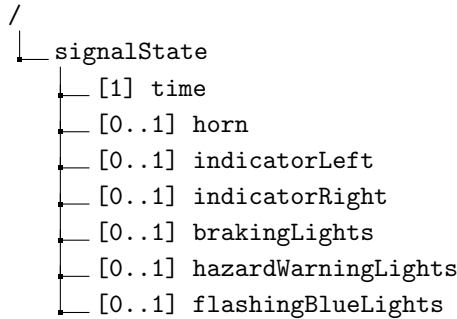 /
signalState
[1] time
[0..1] horn
[0..1] indicatorLeft
[0..1] indicatorRight
[0..1] brakingLights
[0..1] hazardWarningLights
[0..1] flashingBlueLights